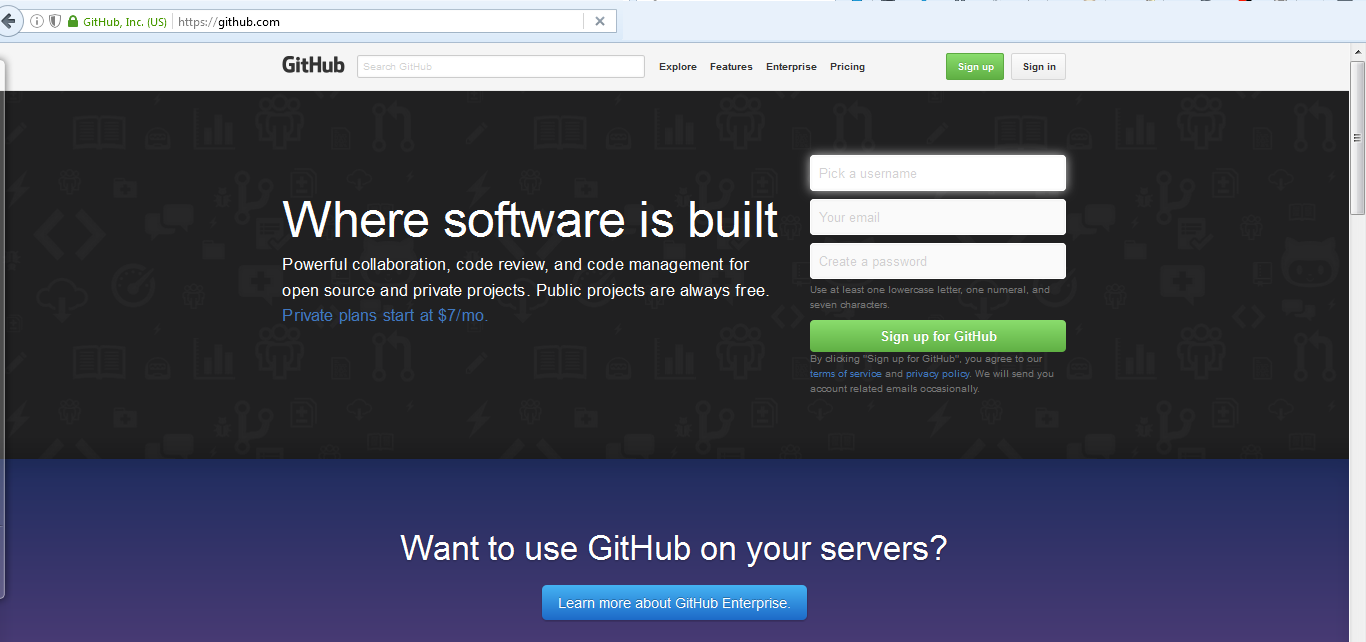 GitHub, Inc. (US) https://github.com
GitHub Search GitHub Explore Features Enterprise Pricing Sign up Sign in
Where software is built
Powerful collaboration, code review, and code management for
open source and private projects. Public projects are always free.
Private plans start at $7/mo.
Pick a username
Your email
Create a password
Use at least one lowercase letter, one numeral, and
seven characters.
Sign up for GitHub
By clicking "Sign up for GitHub", you agree to our
terms of service and privacy policy. We will send you
account related emails occasionally.
Want to use GitHub on your servers?
Learn more about GitHub Enterprise.